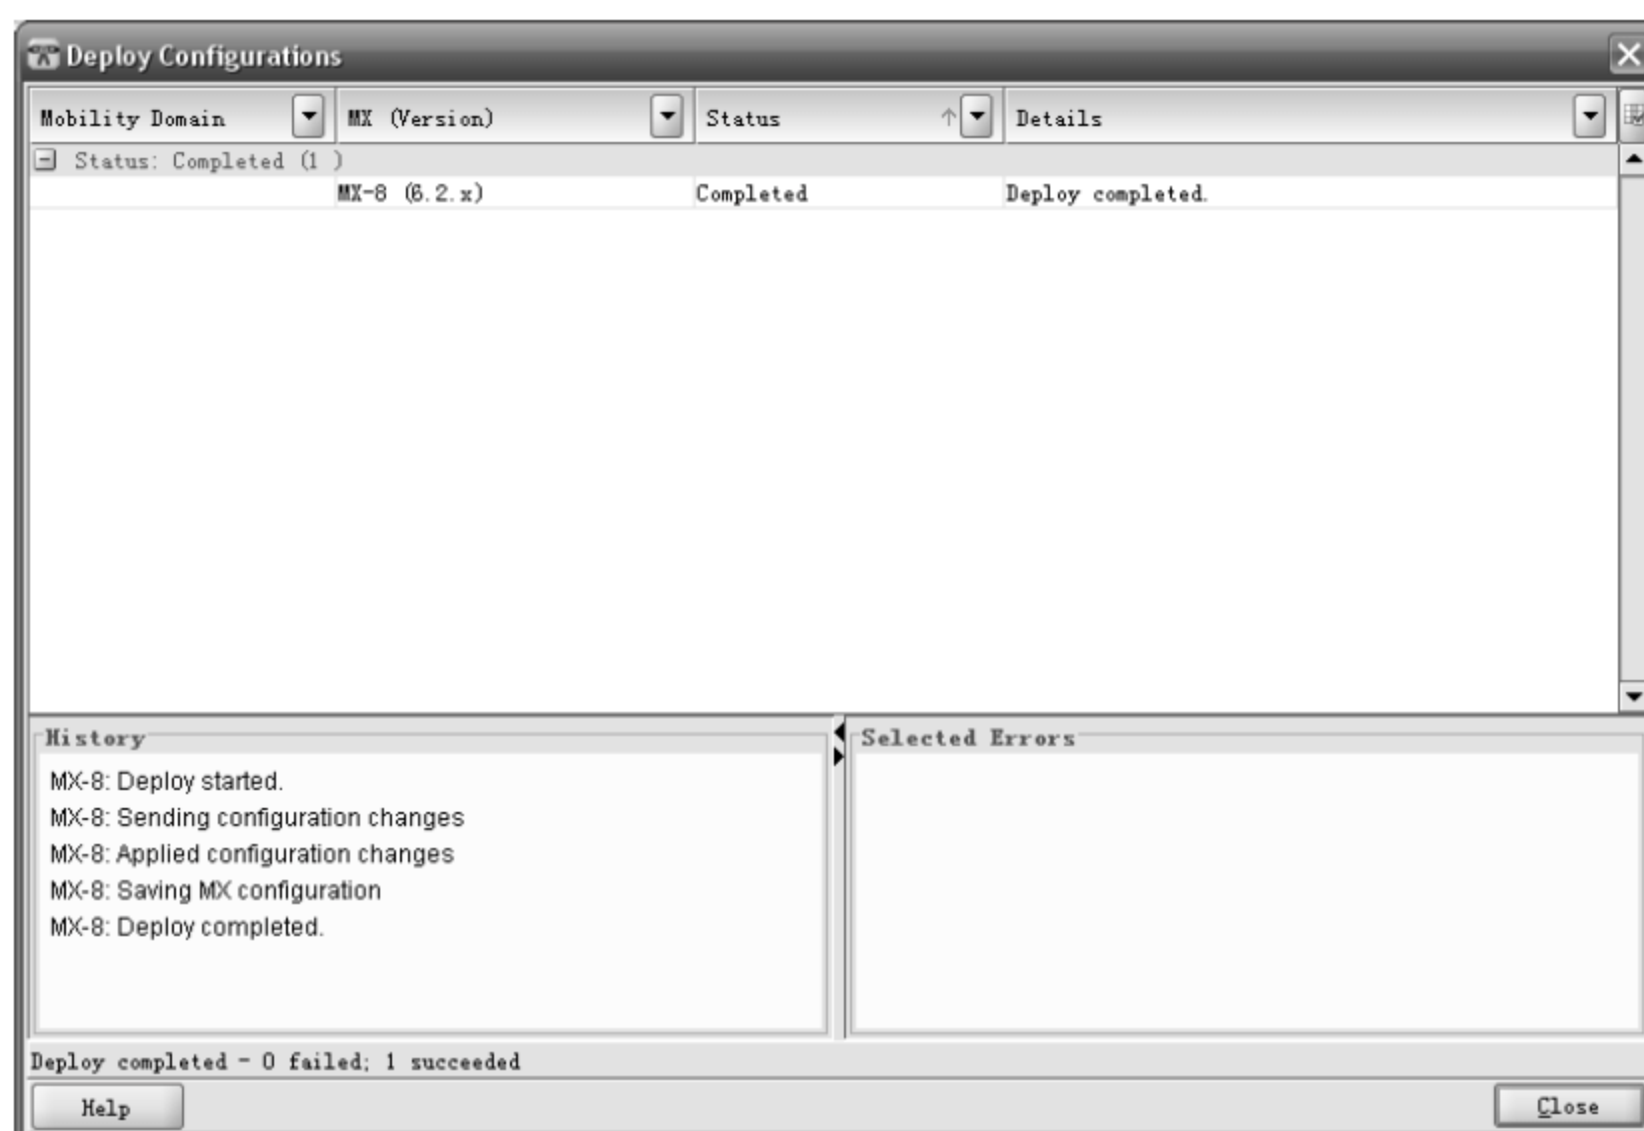 Deploy Configurations
Mobility Domain MX (Version) Status Details
Status: Completed (1 )
MX-8 (6.2.x) Completed Deploy completed.
History
MX-8: Deploy started.
MX-8: Sending configuration changes
MX-8: Applied configuration changes
MX-8: Saving MX configuration
MX-8: Deploy completed.
Selected Errors
Deploy completed - 0 failed; 1 succeeded
Help Close